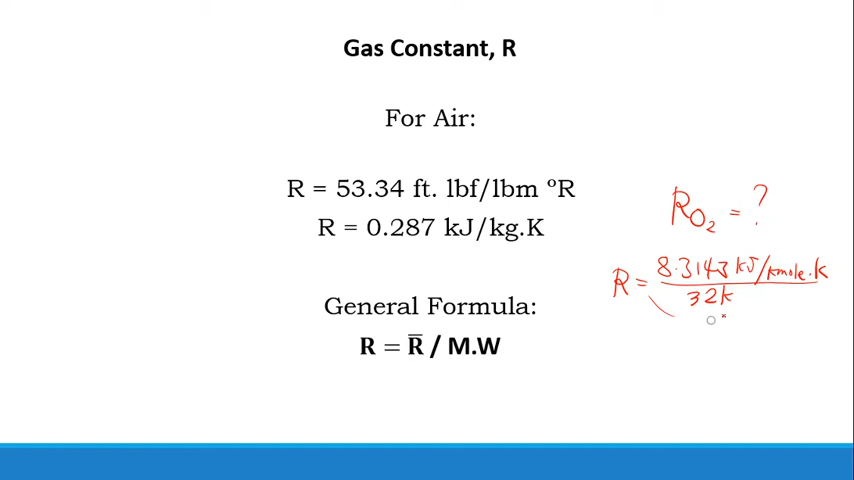 Gas Constant, R
For Air:
R = 53.34 ft. lbf/lbm °R
R = 0.287 kJ/kg.K
General Formula:
R = R̅ / M.W
R O₂ = ?
R = 8.3143 kJ/kmole.k
32k